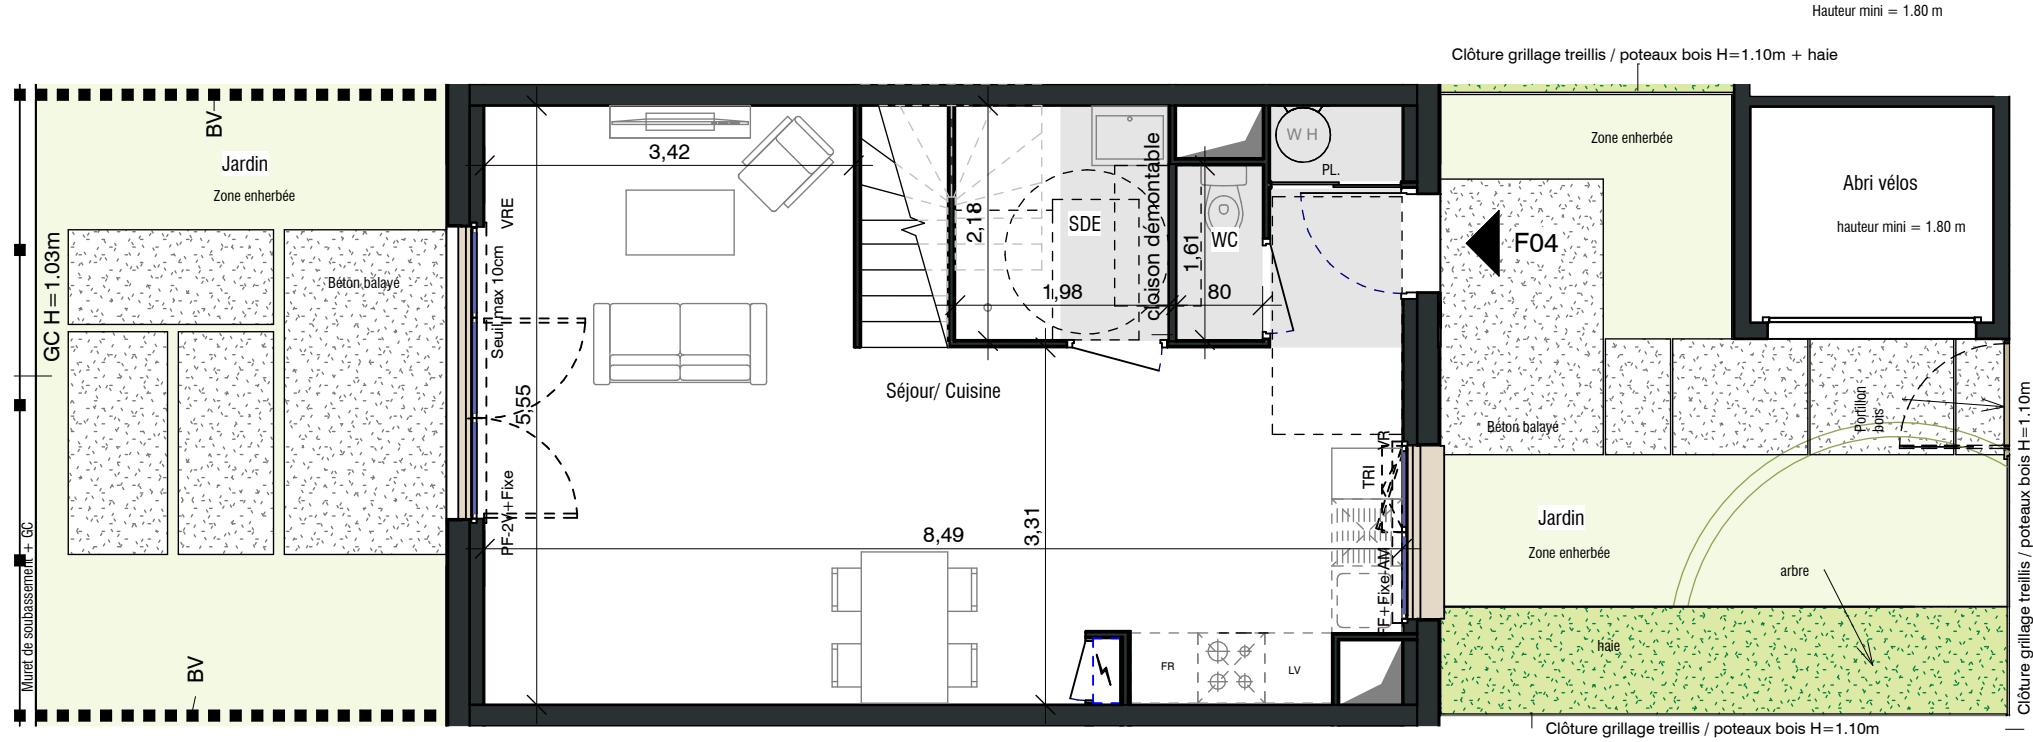 Hauteur mini = 1.80 m
Clôture grillage treillis / poteaux bois H=1.10m + haie
BV
Jardin
Zone enherbée
GC H=1.03m
Béton balayé
Muret de soubassement + GC
BV
VRE
Seuil max 10cm
PF-2V+Fixe
3,42
5,55
2,18
SDE
1,98
cloison demontable
1,61
WC
80
W H
PL.
Séjour/ Cuisine
8,49
3,31
VR
TRI
FF+Fixe-AM
FR
LV
F04
Zone enherbée
Abri vélos
hauteur mini = 1.80 m
Béton balayé
Portillon
bois
Jardin
Zone enherbée
arbre
haie
Clôture grillage treillis / poteaux bois H=1.10m
Clôture grillage treillis / poteaux bois H=1.10m